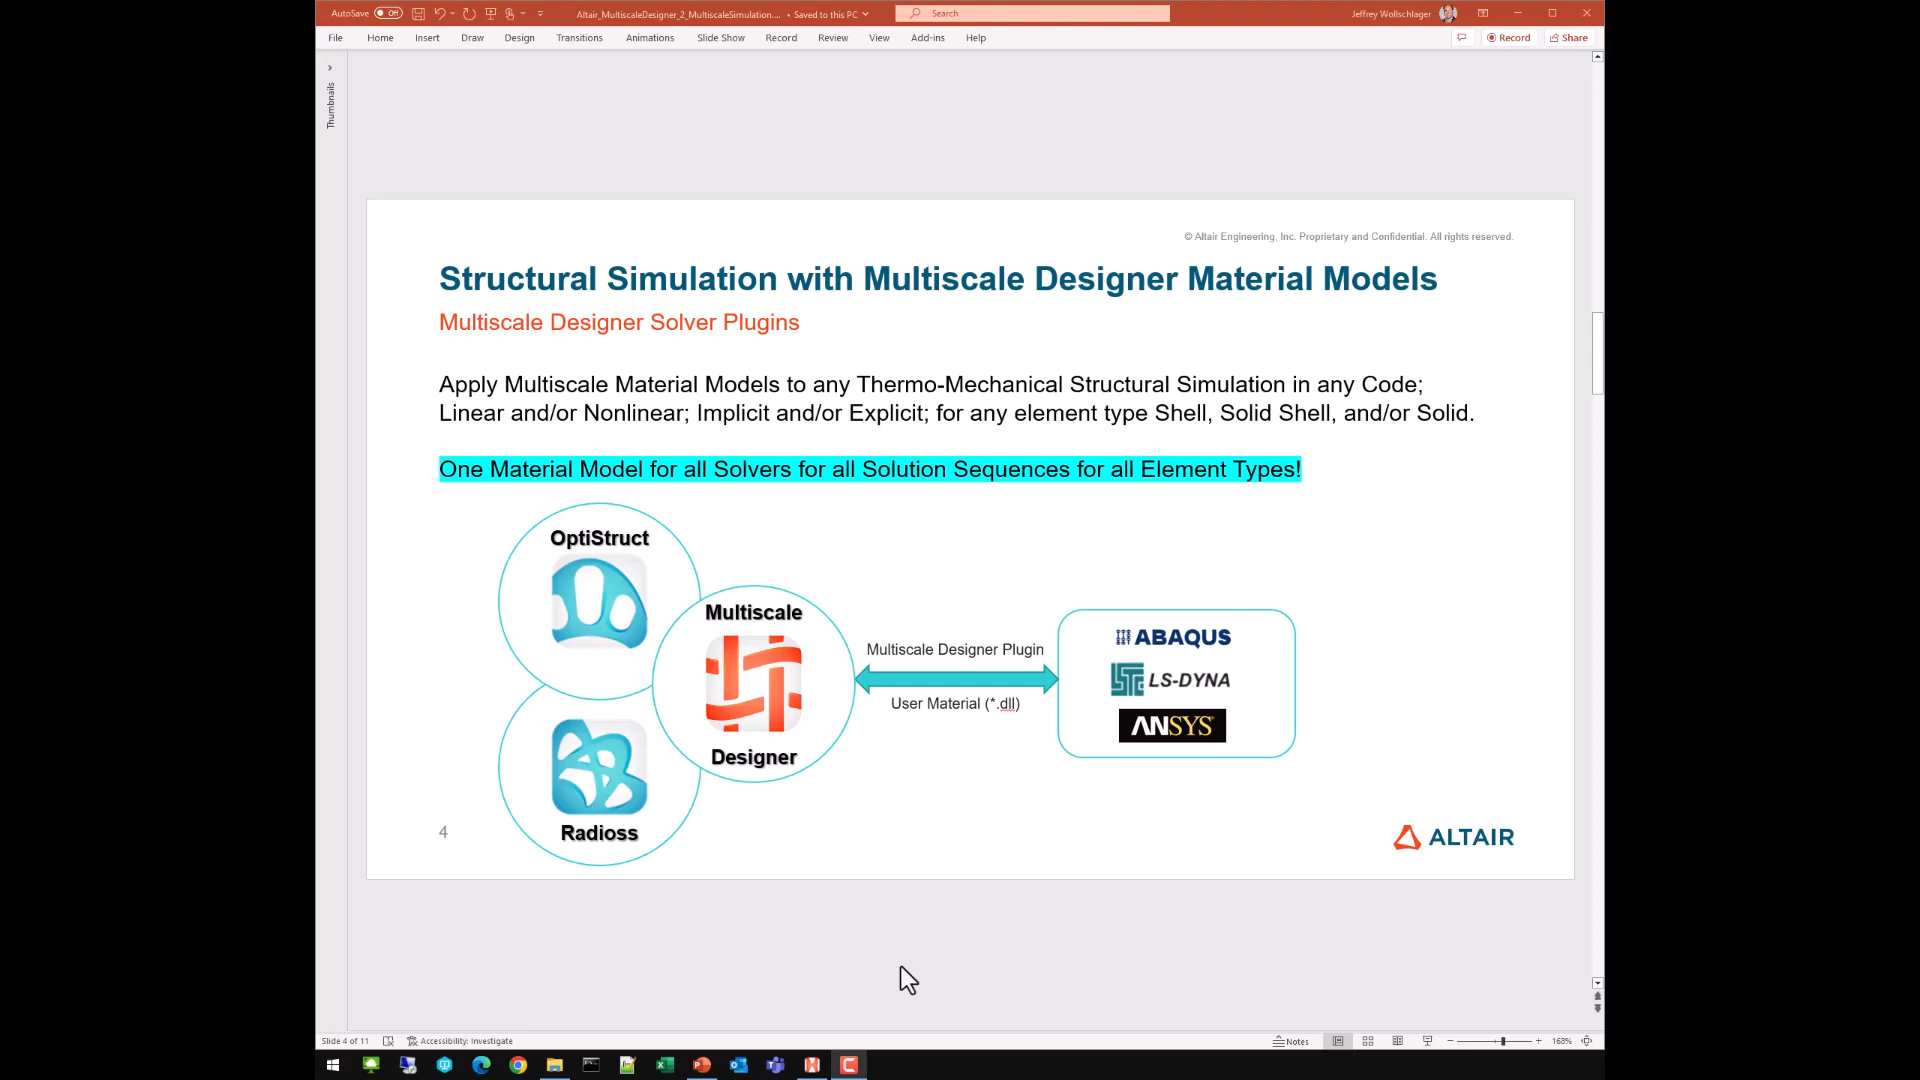 AutoSave Off Altair_MultiscaleDesigner_2_MultiscaleSimulation.... • Saved to this PC Search Jeffrey Wollschlager
File Home Insert Draw Design Transitions Animations Slide Show Record Review View Add-ins Help Record Share
Thumbnails
© Altair Engineering, Inc. Proprietary and Confidential. All rights reserved.
Structural Simulation with Multiscale Designer Material Models
Multiscale Designer Solver Plugins
Apply Multiscale Material Models to any Thermo-Mechanical Structural Simulation in any Code;
Linear and/or Nonlinear; Implicit and/or Explicit; for any element type Shell, Solid Shell, and/or Solid.
One Material Model for all Solvers for all Solution Sequences for all Element Types!
OptiStruct
Multiscale
Designer
Radioss
Multiscale Designer Plugin
User Material (*.dll)
ABAQUS
LS-DYNA
ANSYS
4
ALTAIR
Slide 4 of 11 Accessibility: Investigate Notes 168%